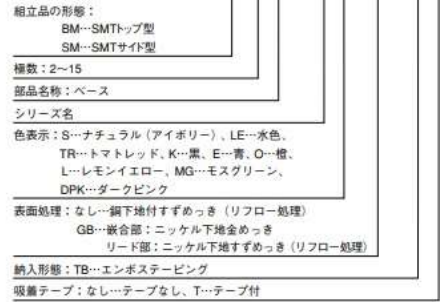 組立品の形態：
BM…SMTトップ型
SM…SMTサイド型
極数：2〜15
部品名称：ベース
シリーズ名
色表示：S…ナチュラル（アイボリー）、LE…水色、
TR…トマトレッド、K…黒、E…青、O…橙、
L…レモンイエロー、MG…モスグリーン、
DPK…ダークピンク
表面処理：なし…銅下地付すずめっき（リフロー処理）
GB…嵌合部：ニッケル下地金めっき
リード部：ニッケル下地すずめっき（リフロー処理）
納入形態：TB…エンボステーピング
吸着テープ：なし…テープなし、T…テープ付